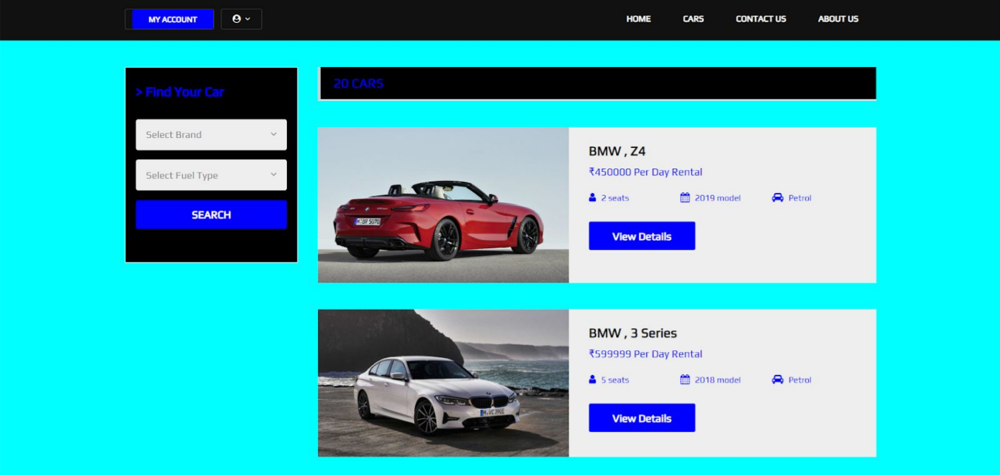 MY ACCOUNT
HOME CARS CONTACT US ABOUT US
> Find Your Car
Select Brand
Select Fuel Type
SEARCH
20 CARS
BMW , Z4
₹450000 Per Day Rental
2 seats 2019 model Petrol
View Details
M BR 5070
BMW , 3 Series
₹599999 Per Day Rental
5 seats 2018 model Petrol
View Details